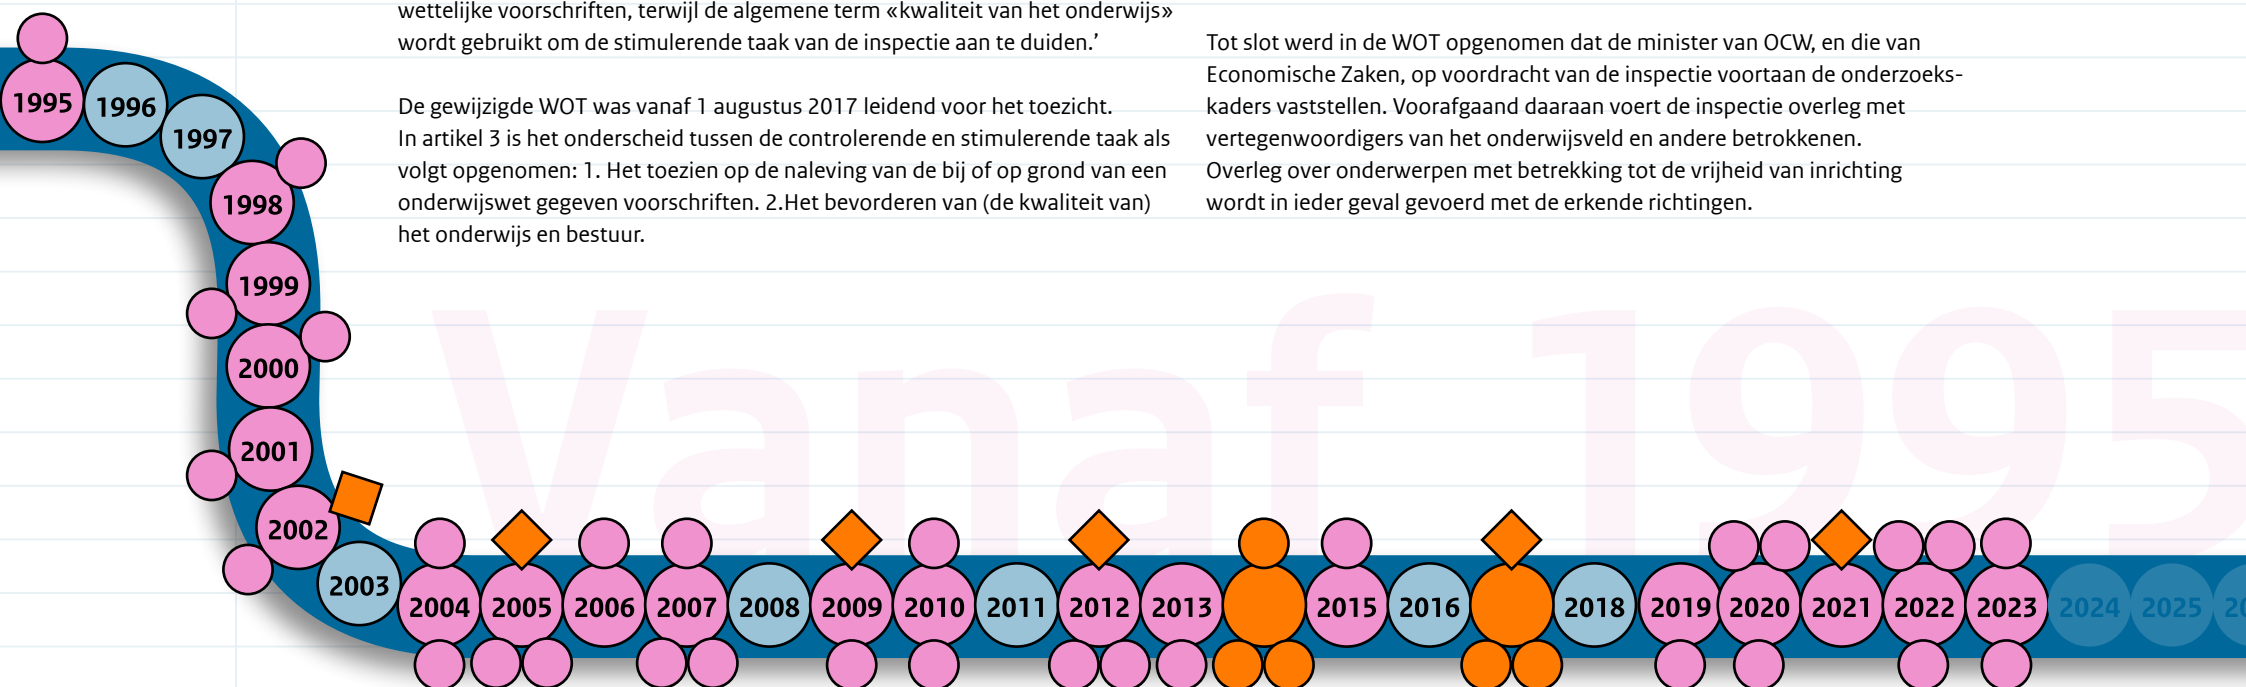 wettelijke voorschriften, terwijl de algemene term «kwaliteit van het onderwijs»
wordt gebruikt om de stimulerende taak van de inspectie aan te duiden.’
De gewijzigde WOT was vanaf 1 augustus 2017 leidend voor het toezicht.
In artikel 3 is het onderscheid tussen de controlerende en stimulerende taak als
volgt opgenomen: 1. Het toezien op de naleving van de bij of op grond van een
onderwijswet gegeven voorschriften. 2.Het bevorderen van (de kwaliteit van)
het onderwijs en bestuur.
Tot slot werd in de WOT opgenomen dat de minister van OCW, en die van
Economische Zaken, op voordracht van de inspectie voortaan de onderzoeks-
kaders vaststellen. Voorafgaand daaraan voert de inspectie overleg met
vertegenwoordigers van het onderwijsveld en andere betrokkenen.
Overleg over onderwerpen met betrekking tot de vrijheid van inrichting
wordt in ieder geval gevoerd met de erkende richtingen.
Vanaf 1995
1995
1996
1997
1998
1999
2000
2001
2002
2003
2004 2005 2006 2007 2008 2009 2010 2011 2012 2013 2015 2016 2018 2019 2020 2021 2022 2023 2024 2025